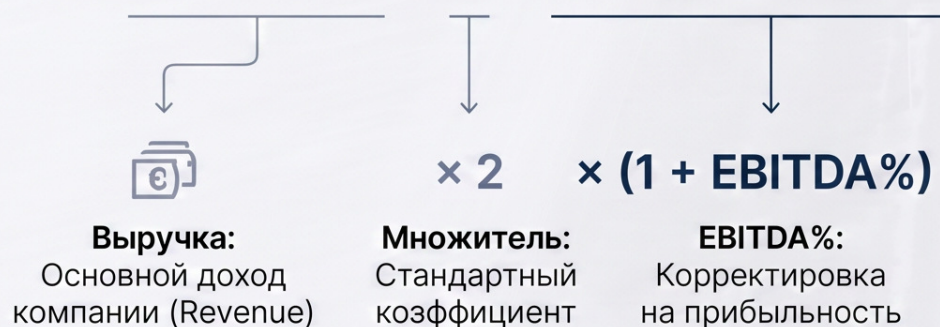 × 2
× (1 + EBITDA%)
Выручка:
Основной доход
компании (Revenue)
Множитель:
Стандартный
коэффициент
EBITDA%:
Корректировка
на прибыльность